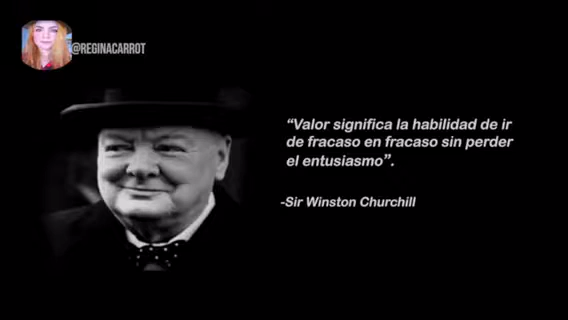 @REGINACARROT
“Valor significa la habilidad de ir
de fracaso en fracaso sin perder
el entusiasmo”.
-Sir Winston Churchill